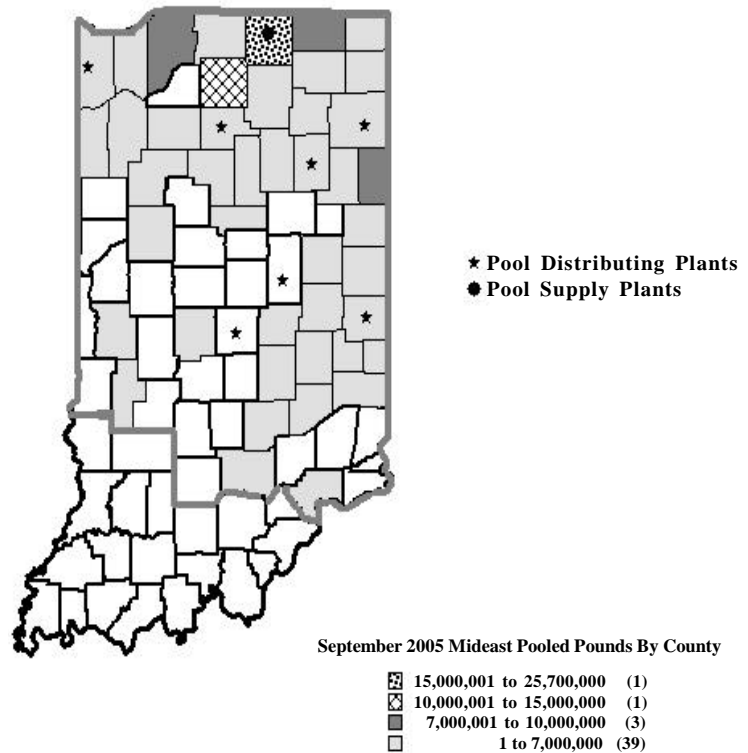 ★ Pool Distributing Plants
● Pool Supply Plants
September 2005 Mideast Pooled Pounds By County
15,000,001 to 25,700,000 (1)
10,000,001 to 15,000,000 (1)
7,000,001 to 10,000,000 (3)
1 to 7,000,000 (39)